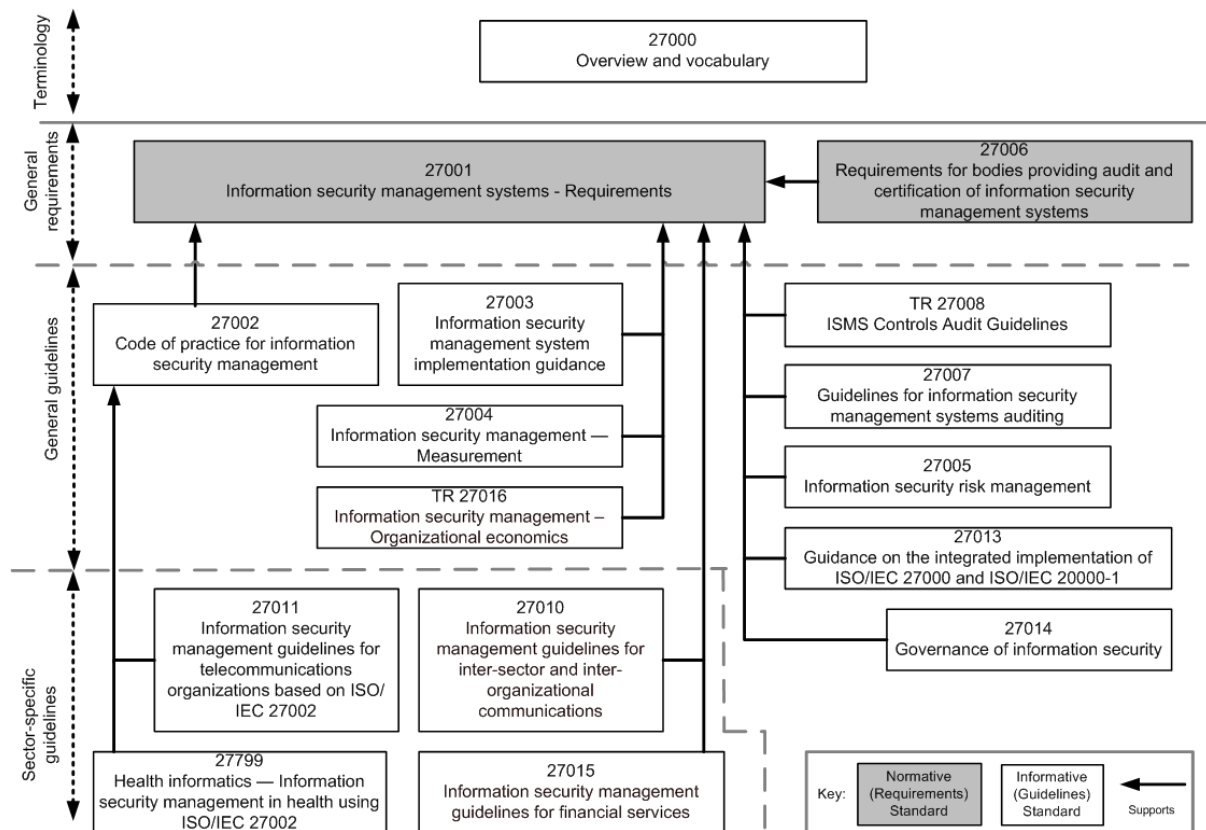 Terminology
27000
Overview and vocabulary
General
requirements
27001
Information security management systems - Requirements
27006
Requirements for bodies providing audit and
certification of information security
management systems
General guidelines
27002
Code of practice for information
security management
27003
Information security
management system
implementation guidance
27004
Information security management —
Measurement
TR 27016
Information security management –
Organizational economics
TR 27008
ISMS Controls Audit Guidelines
27007
Guidelines for information security
management systems auditing
27005
Information security risk management
27013
Guidance on the integrated implementation of
ISO/IEC 27000 and ISO/IEC 20000-1
27014
Governance of information security
Sector-specific
guidelines
27011
Information security
management guidelines for
telecommunications
organizations based on ISO/
IEC 27002
27010
Information security
management guidelines for
inter-sector and inter-
organizational
communications
27799
Health informatics — Information
security management in health using
ISO/IEC 27002
27015
Information security management
guidelines for financial services
Key:
Normative
(Requirements)
Standard
Informative
(Guidelines)
Standard
Supports